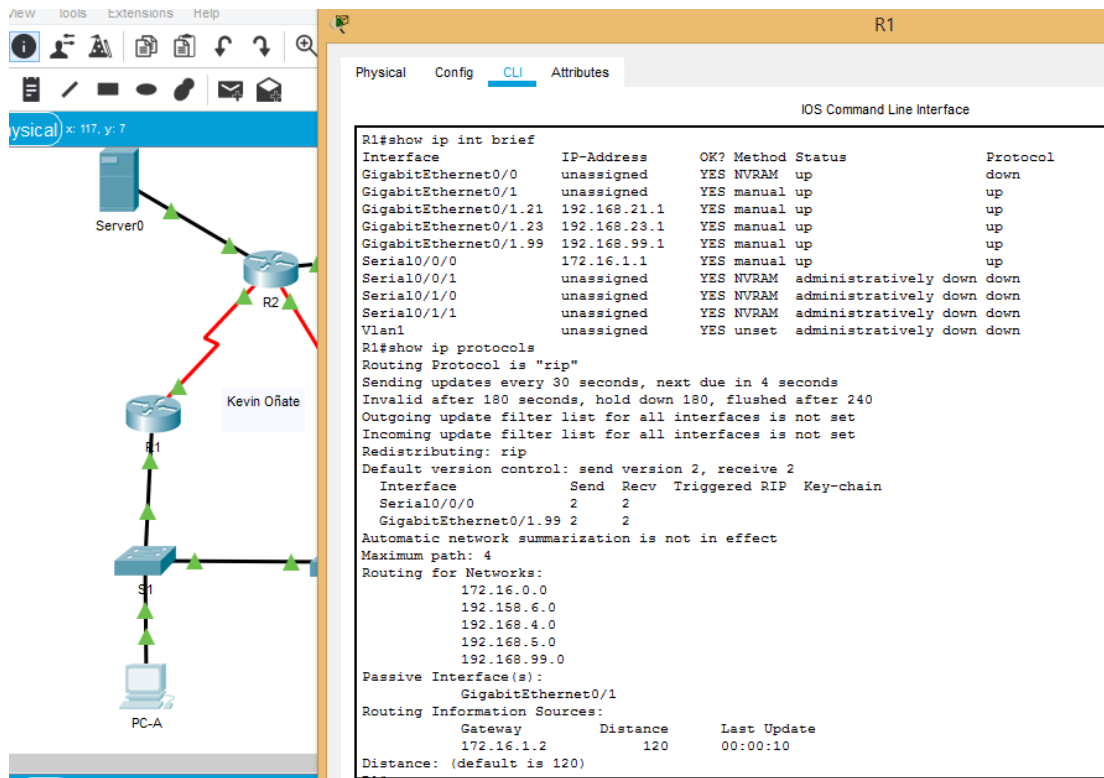 View Tools Extensions Help
Physical x: 117, y: 7
Server0
R2
Kevin Oñate
R1
S1
PC-A
R1
Physical Config CLI Attributes
IOS Command Line Interface
R1#show ip int brief
Interface IP-Address OK? Method Status Protocol
GigabitEthernet0/0 unassigned YES NVRAM up down
GigabitEthernet0/1 unassigned YES manual up up
GigabitEthernet0/1.21 192.168.21.1 YES manual up up
GigabitEthernet0/1.23 192.168.23.1 YES manual up up
GigabitEthernet0/1.99 192.168.99.1 YES manual up up
Serial0/0/0 172.16.1.1 YES manual up up
Serial0/0/1 unassigned YES NVRAM administratively down down
Serial0/1/0 unassigned YES NVRAM administratively down down
Serial0/1/1 unassigned YES NVRAM administratively down down
Vlan1 unassigned YES unset administratively down down
R1#show ip protocols
Routing Protocol is "rip"
Sending updates every 30 seconds, next due in 4 seconds
Invalid after 180 seconds, hold down 180, flushed after 240
Outgoing update filter list for all interfaces is not set
Incoming update filter list for all interfaces is not set
Redistributing: rip
Default version control: send version 2, receive 2
Interface Send Recv Triggered RIP Key-chain
Serial0/0/0 2 2
GigabitEthernet0/1.99 2 2
Automatic network summarization is not in effect
Maximum path: 4
Routing for Networks:
172.16.0.0
192.158.6.0
192.168.4.0
192.168.5.0
192.168.99.0
Passive Interface(s):
GigabitEthernet0/1
Routing Information Sources:
Gateway Distance Last Update
172.16.1.2 120 00:00:10
Distance: (default is 120)